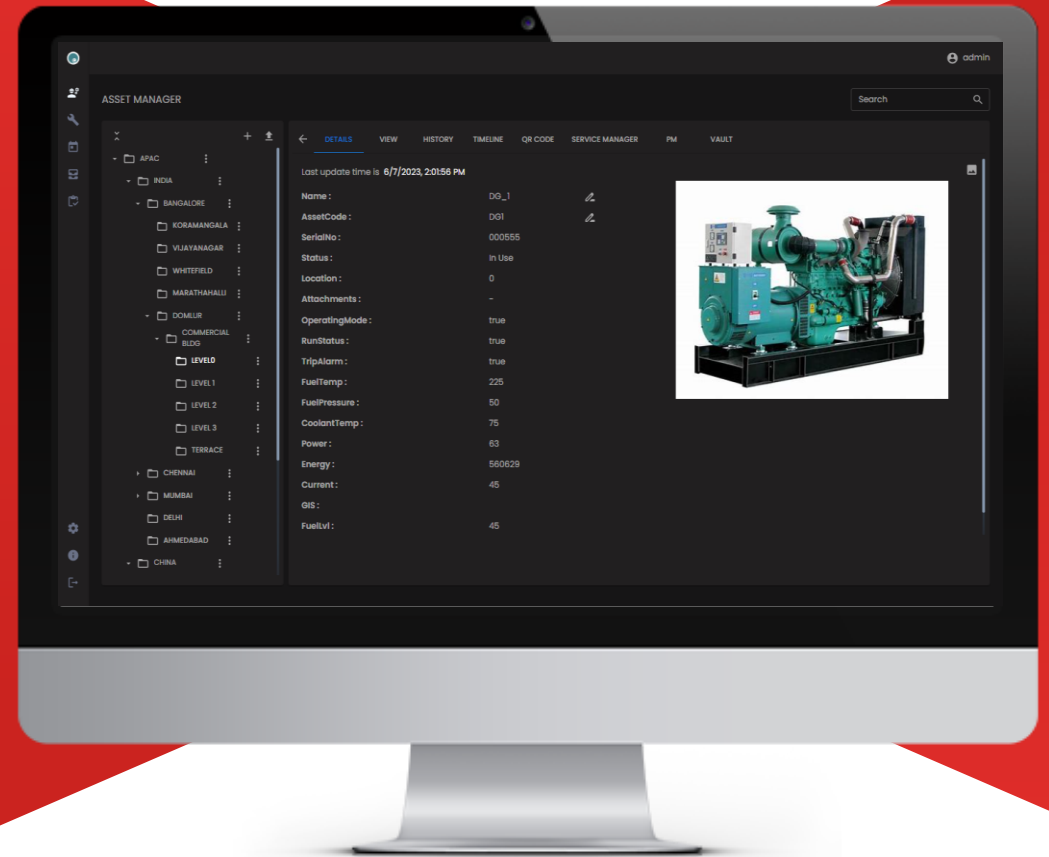 admin
ASSET MANAGER
Search
APAC
INDIA
BANGALORE
KORAMANGALA
VIJAYANAGAR
WHITEFIELD
MARATHAHALLI
DOMLUR
COMMERCIAL
BLDG
LEVEL0
LEVEL 1
LEVEL 2
LEVEL 3
TERRACE
CHENNAI
MUMBAI
DELHI
AHMEDABAD
CHINA
DETAILS VIEW HISTORY TIMELINE QR CODE SERVICE MANAGER PM VAULT
Last update time is 6/7/2023, 2:01:56 PM
Name : DG_1
AssetCode : DG1
SerialNo : 000555
Status : In Use
Location : 0
Attachments : -
OperatingMode : true
RunStatus : true
TripAlarm : true
FuelTemp : 225
FuelPressure : 50
CoolantTemp : 75
Power : 63
Energy : 560629
Current : 45
GIS :
FuelLvl : 45